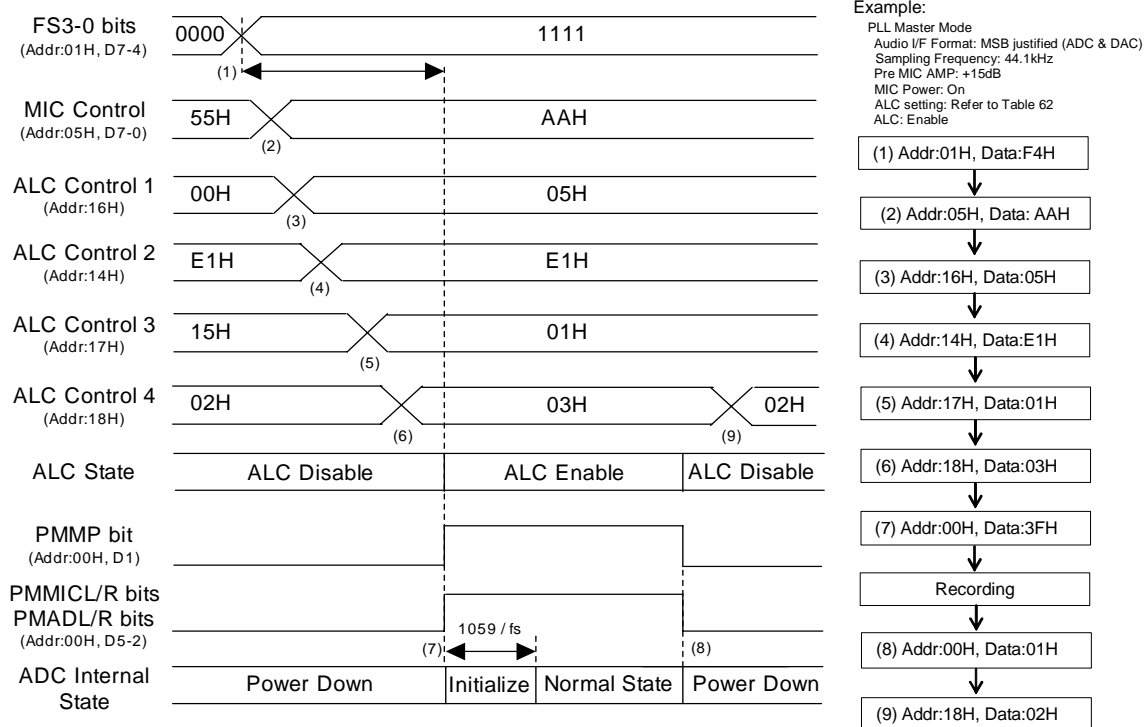 FS3-0 bits
(Addr:01H, D7-4)
0000
1111
(1)
MIC Control
(Addr:05H, D7-0)
55H
AAH
(2)
ALC Control 1
(Addr:16H)
00H
05H
(3)
ALC Control 2
(Addr:14H)
E1H
E1H
(4)
ALC Control 3
(Addr:17H)
15H
01H
(5)
ALC Control 4
(Addr:18H)
02H
03H
02H
(6)
(9)
ALC State
ALC Disable
ALC Enable
ALC Disable
PMMP bit
(Addr:00H, D1)
PMMICL/R bits
PMADL/R bits
(Addr:00H, D5-2)
1059 / fs
(7)
(8)
ADC Internal
State
Power Down
Initialize
Normal State
Power Down
Example:
PLL Master Mode
Audio I/F Format: MSB justified (ADC & DAC)
Sampling Frequency: 44.1kHz
Pre MIC AMP: +15dB
MIC Power: On
ALC setting: Refer to Table 62
ALC: Enable
(1) Addr:01H, Data:F4H
(2) Addr:05H, Data: AAH
(3) Addr:16H, Data:05H
(4) Addr:14H, Data:E1H
(5) Addr:17H, Data:01H
(6) Addr:18H, Data:03H
(7) Addr:00H, Data:3FH
Recording
(8) Addr:00H, Data:01H
(9) Addr:18H, Data:02H